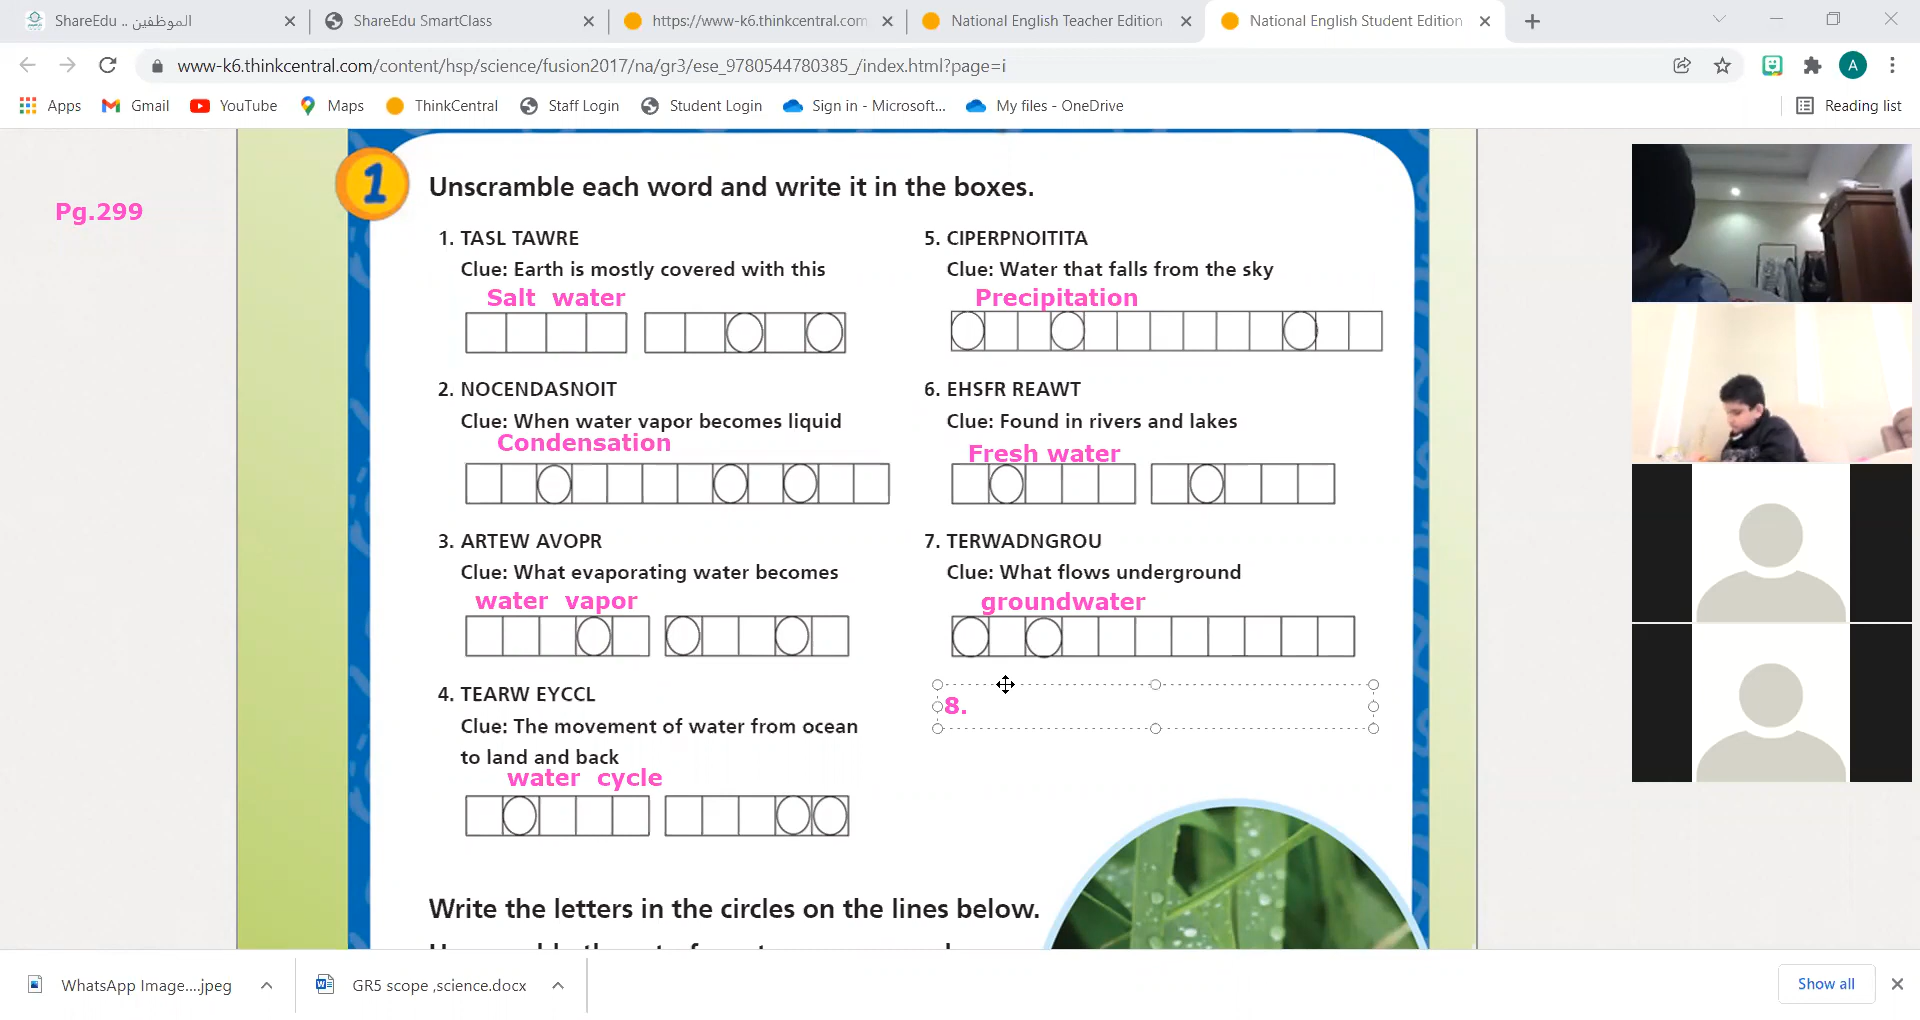 ShareEdu .. الموظفين
ShareEdu SmartClass
https://www-k6.thinkcentral.com
National English Teacher Edition
National English Student Edition
www-k6.thinkcentral.com/content/hsp/science/fusion2017/na/gr3/ese_9780544780385_/index.html?page=i
A
Apps
Gmail
YouTube
Maps
ThinkCentral
Staff Login
Student Login
Sign in - Microsoft...
My files - OneDrive
Reading list
Pg.299
1
Unscramble each word and write it in the boxes.
1. TASL TAWRE
Clue: Earth is mostly covered with this
Salt water
2. NOCENDASNOIT
Clue: When water vapor becomes liquid
Condensation
3. ARTEW AVOPR
Clue: What evaporating water becomes
water vapor
4. TEARW EYCCL
Clue: The movement of water from ocean
to land and back
water cycle
5. CIPERPNOITITA
Clue: Water that falls from the sky
Precipitation
6. EHSFR REAWT
Clue: Found in rivers and lakes
Fresh water
7. TERWADNGROU
Clue: What flows underground
groundwater
8.
Write the letters in the circles on the lines below.
WhatsApp Image....jpeg
GR5 scope ,science.docx
Show all